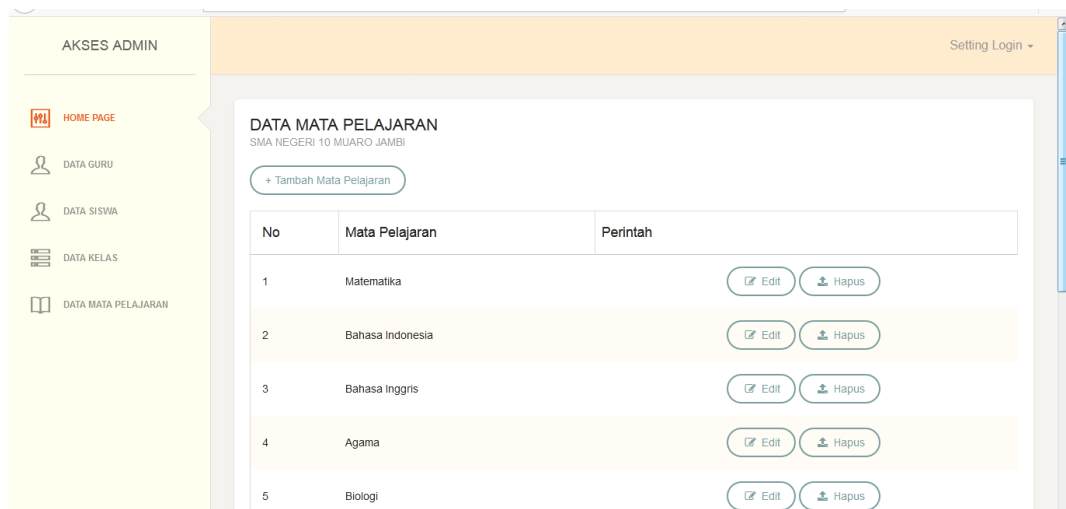 AKSES ADMIN
Setting Login
HOME PAGE
DATA GURU
DATA SISWA
DATA KELAS
DATA MATA PELAJARAN
DATA MATA PELAJARAN
SMA NEGERI 10 MUARO JAMBI
+ Tambah Mata Pelajaran
No Mata Pelajaran Perintah
1 Matematika Edit Hapus
2 Bahasa Indonesia Edit Hapus
3 Bahasa Inggris Edit Hapus
4 Agama Edit Hapus
5 Biologi Edit Hapus